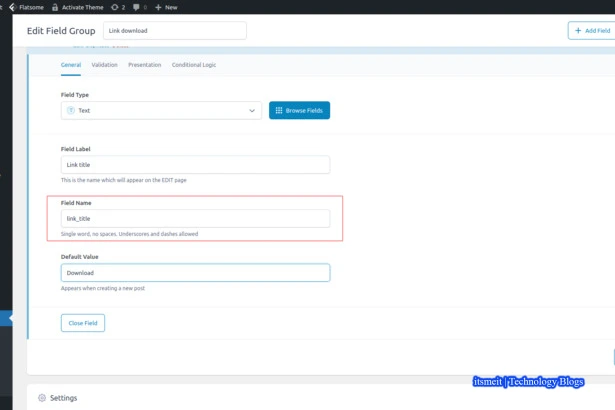 Flatsome Activate Theme 2 0 + New
Edit Field Group Link download + Add Field
General Validation Presentation Conditional Logic
Field Type
Text Browse Fields
Field Label
Link title
This is the name which will appear on the EDIT page
Field Name
link_title
Single word, no spaces. Underscores and dashes allowed
Default Value
Download
Appears when creating a new post
Close Field
itsmeit | Technology Blogs
Settings